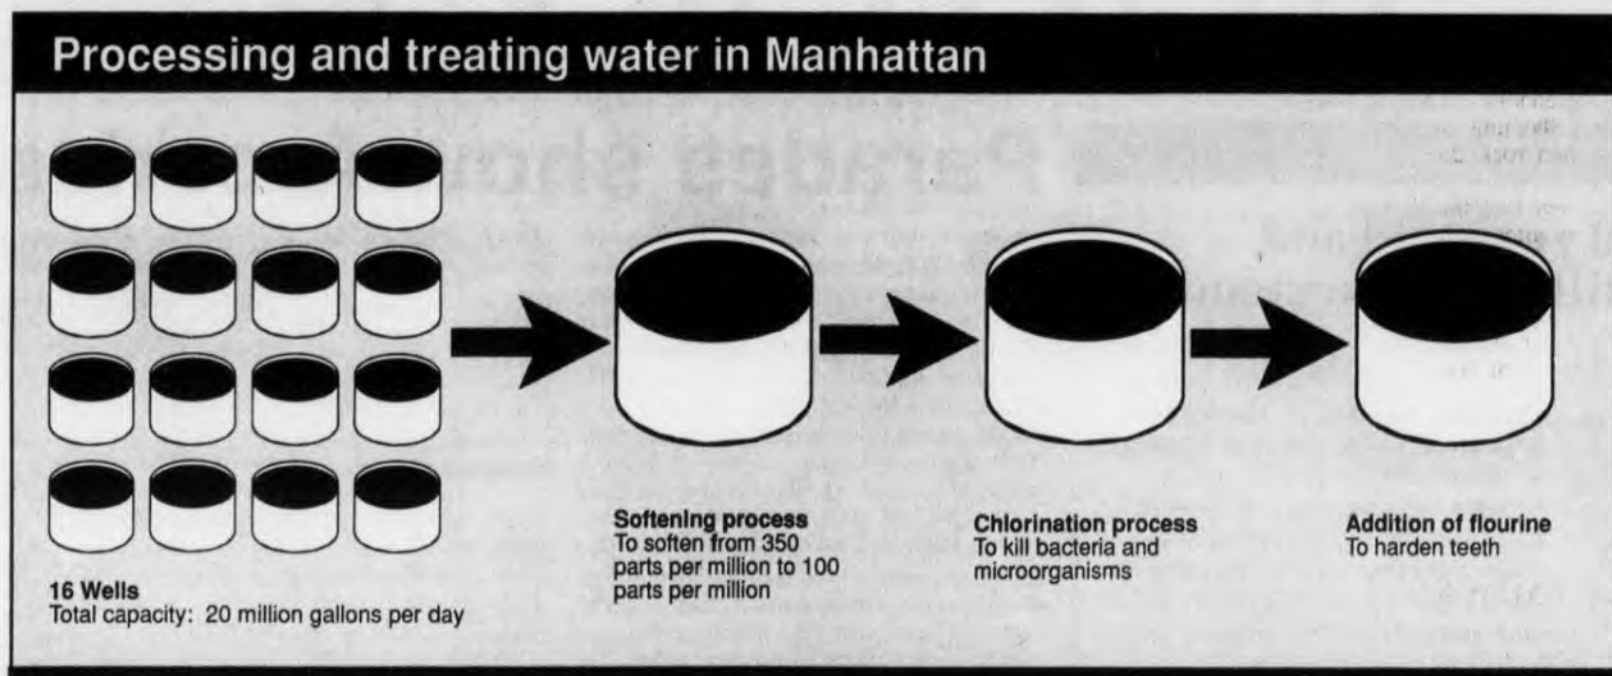 Processing and treating water in Manhattan
16 Wells
Total capacity: 20 million gallons per day
Softening process
To soften from 350
parts per million to 100
parts per million
Chlorination process
To kill bacteria and
microorganisms
Addition of flourine
To harden teeth